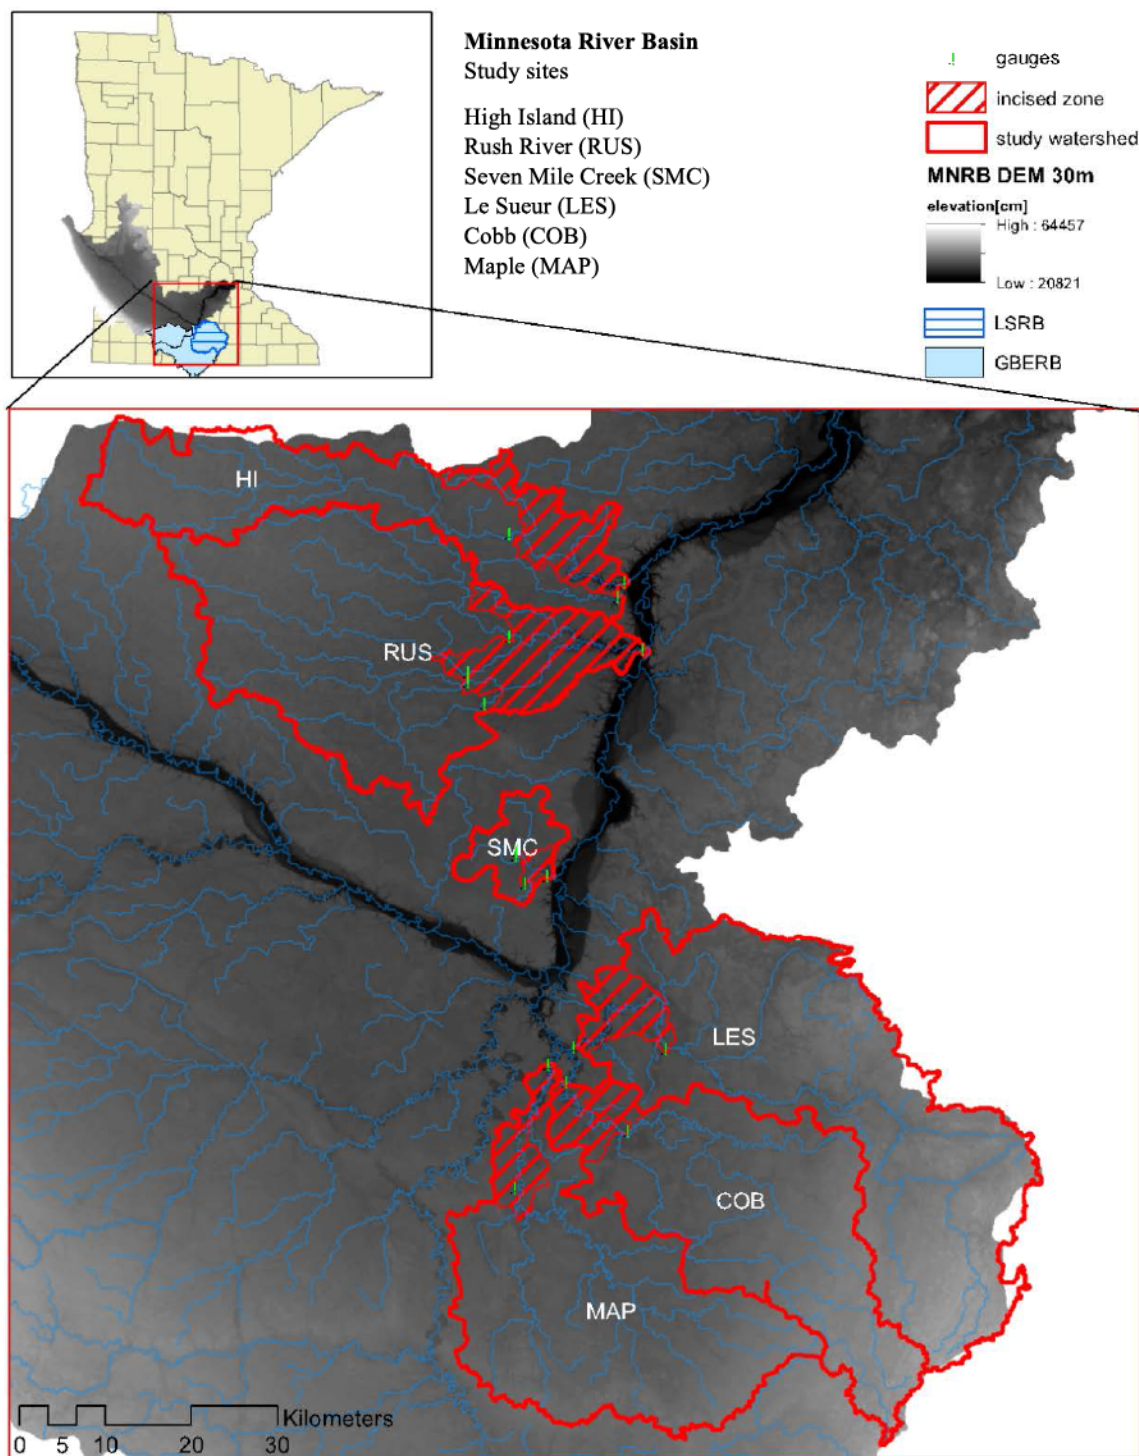 Minnesota River Basin
Study sites
High Island (HI)
Rush River (RUS)
Seven Mile Creek (SMC)
Le Sueur (LES)
Cobb (COB)
Maple (MAP)
gauges
incised zone
study watershed
MNRB DEM 30m
elevation[cm]
High : 64457
Low : 20821
LSRB
GBERB
HI
RUS
SMC
LES
COB
MAP
Kilometers
0 5 10 20 30